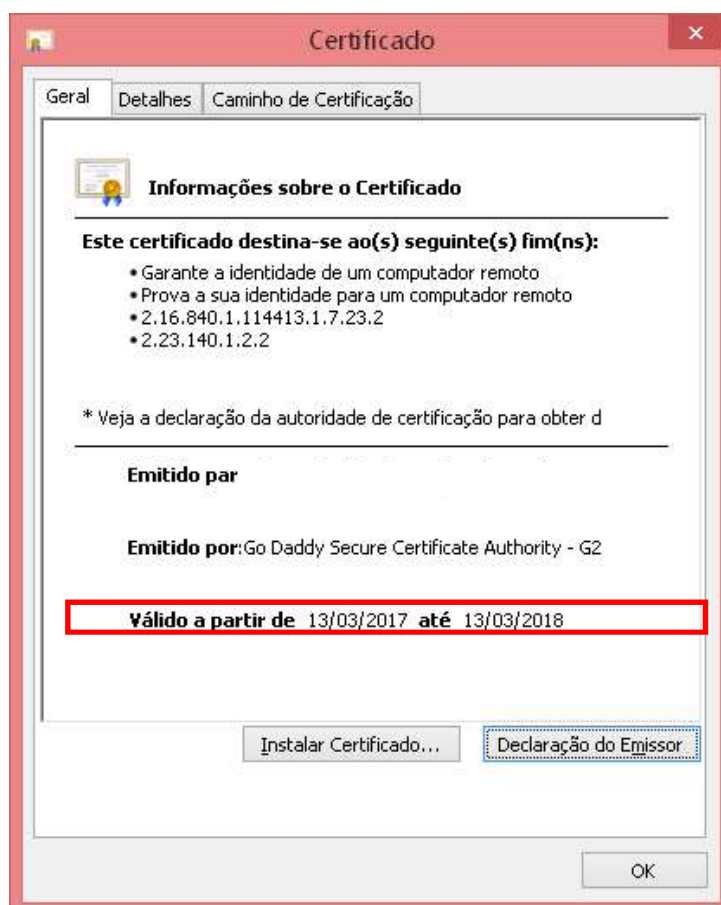 Certificado
Geral Detalhes Caminho de Certificação
Informações sobre o Certificado
Este certificado destina-se ao(s) seguinte(s) fim(ns):
• Garante a identidade de um computador remoto
• Prova a sua identidade para um computador remoto
• 2.16.840.1.114413.1.7.23.2
• 2.23.140.1.2.2
* Veja a declaração da autoridade de certificação para obter d
Emitido par
Emitido por:Go Daddy Secure Certificate Authority - G2
Válido a partir de 13/03/2017 até 13/03/2018
Instalar Certificado... Declaração do Emissor
OK